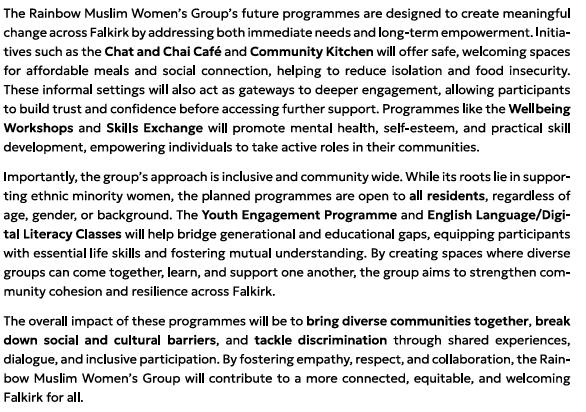 The Rainbow Muslim Women's Group's future programmes are designed to create meaningful
change across Falkirk by addressing both immediate needs and long-term empowerment. Initia-
tives such as the Chat and Chai Café and Community Kitchen will offer safe, welcoming spaces
for affordable meals and social connection, helping to reduce isolation and food insecurity.
These informal settings will also act as gateways to deeper engagement, allowing participants
to build trust and confidence before accessing further support. Programmes like the Wellbeing
Workshops and Skills Exchange will promote mental health, self-esteem, and practical skill
development, empowering individuals to take active roles in their communities.
Importantly, the group's approach is inclusive and community wide. While its roots lie in suppor-
ting ethnic minority women, the planned programmes are open to all residents, regardless of
age, gender, or background. The Youth Engagement Programme and English Language/Digi-
tal Literacy Classes will help bridge generational and educational gaps, equipping participants
with essential life skills and fostering mutual understanding. By creating spaces where diverse
groups can come together, learn, and support one another, the group aims to strengthen com-
munity cohesion and resilience across Falkirk.
The overall impact of these programmes will be to bring diverse communities together, break
down social and cultural barriers, and tackle discrimination through shared experiences,
dialogue, and inclusive participation. By fostering empathy, respect, and collaboration, the Rain-
bow Muslim Women's Group will contribute to a more connected, equitable, and welcoming
Falkirk for all.